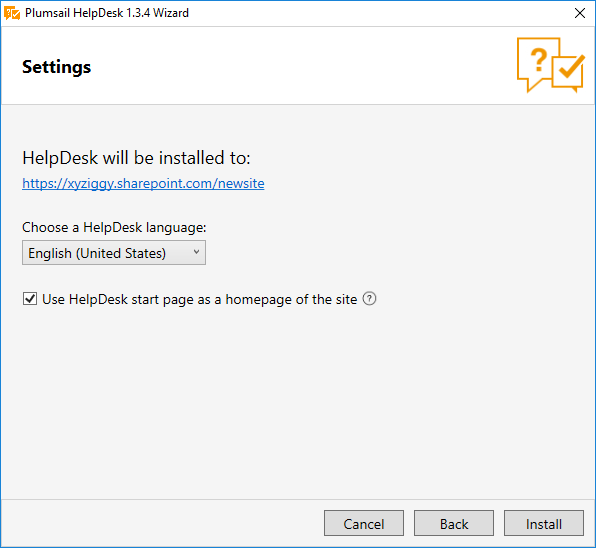 Plumsail HelpDesk 1.3.4 Wizard
Settings
HelpDesk will be installed to:
https://xyziggy.sharepoint.com/newsite
Choose a HelpDesk language:
English (United States)
Use HelpDesk start page as a homepage of the site ?
Cancel Back Install